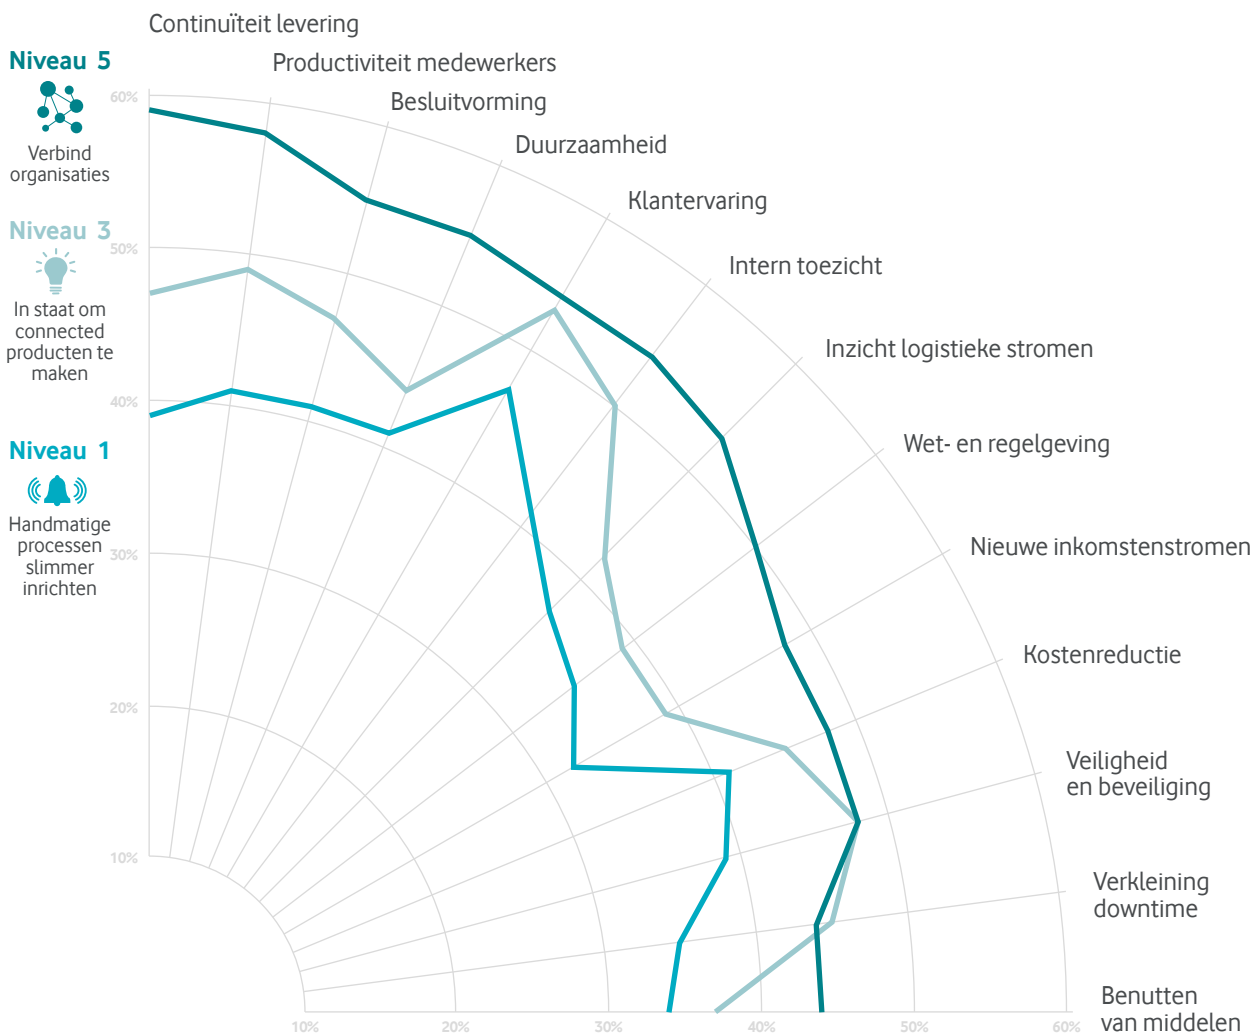 Continuïteit levering
Niveau 5
Productiviteit medewerkers
60%
Besluitvorming
Duurzaamheid
Verbind
organisaties
Klantervaring
Niveau 3
50%
Intern toezicht
In staat om
connected
producten te
maken
Inzicht logistieke stromen
40%
Wet- en regelgeving
Niveau 1
Handmatige
processen
slimmer
inrichten
30%
Nieuwe inkomstenstromen
Kostenreductie
20%
Veiligheid
en beveiliging
10%
Verkleining
downtime
Benutten
van middelen
10%
20%
30%
40%
50%
60%